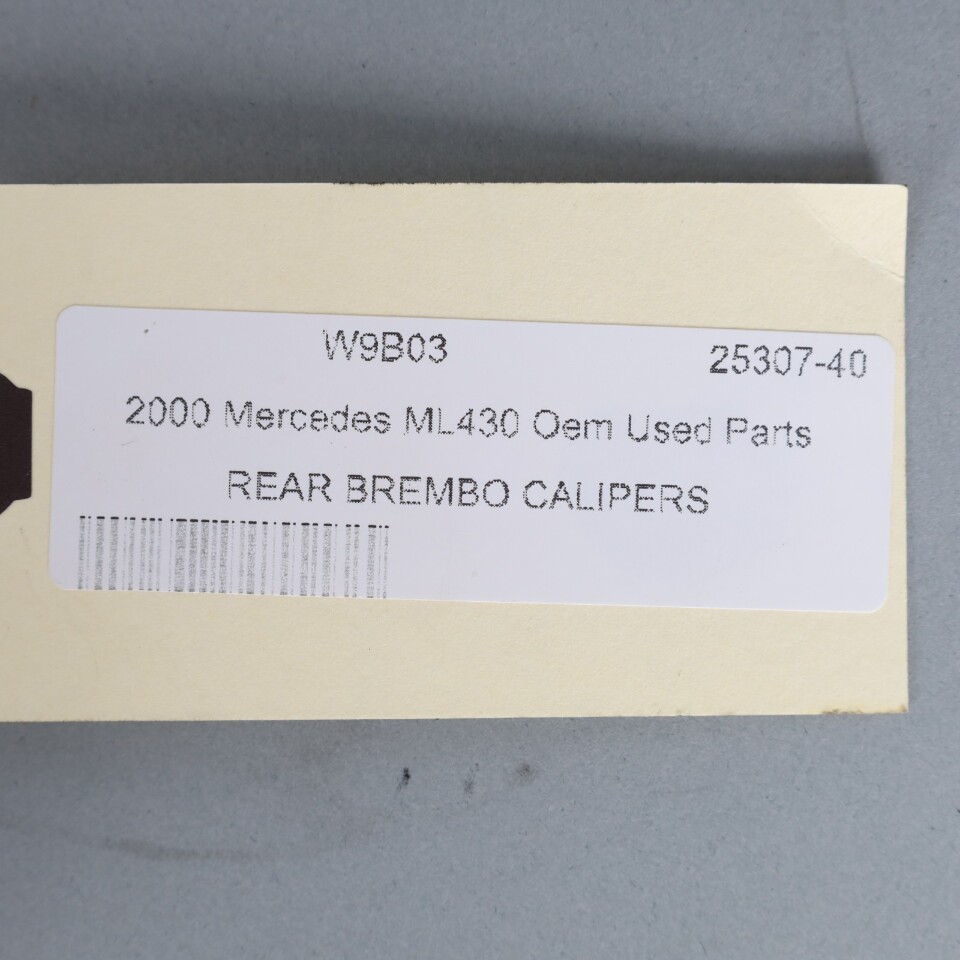 W9B03 25307-40
2000 Mercedes ML430 Oem Used Parts
REAR BREMBO CALIPERS